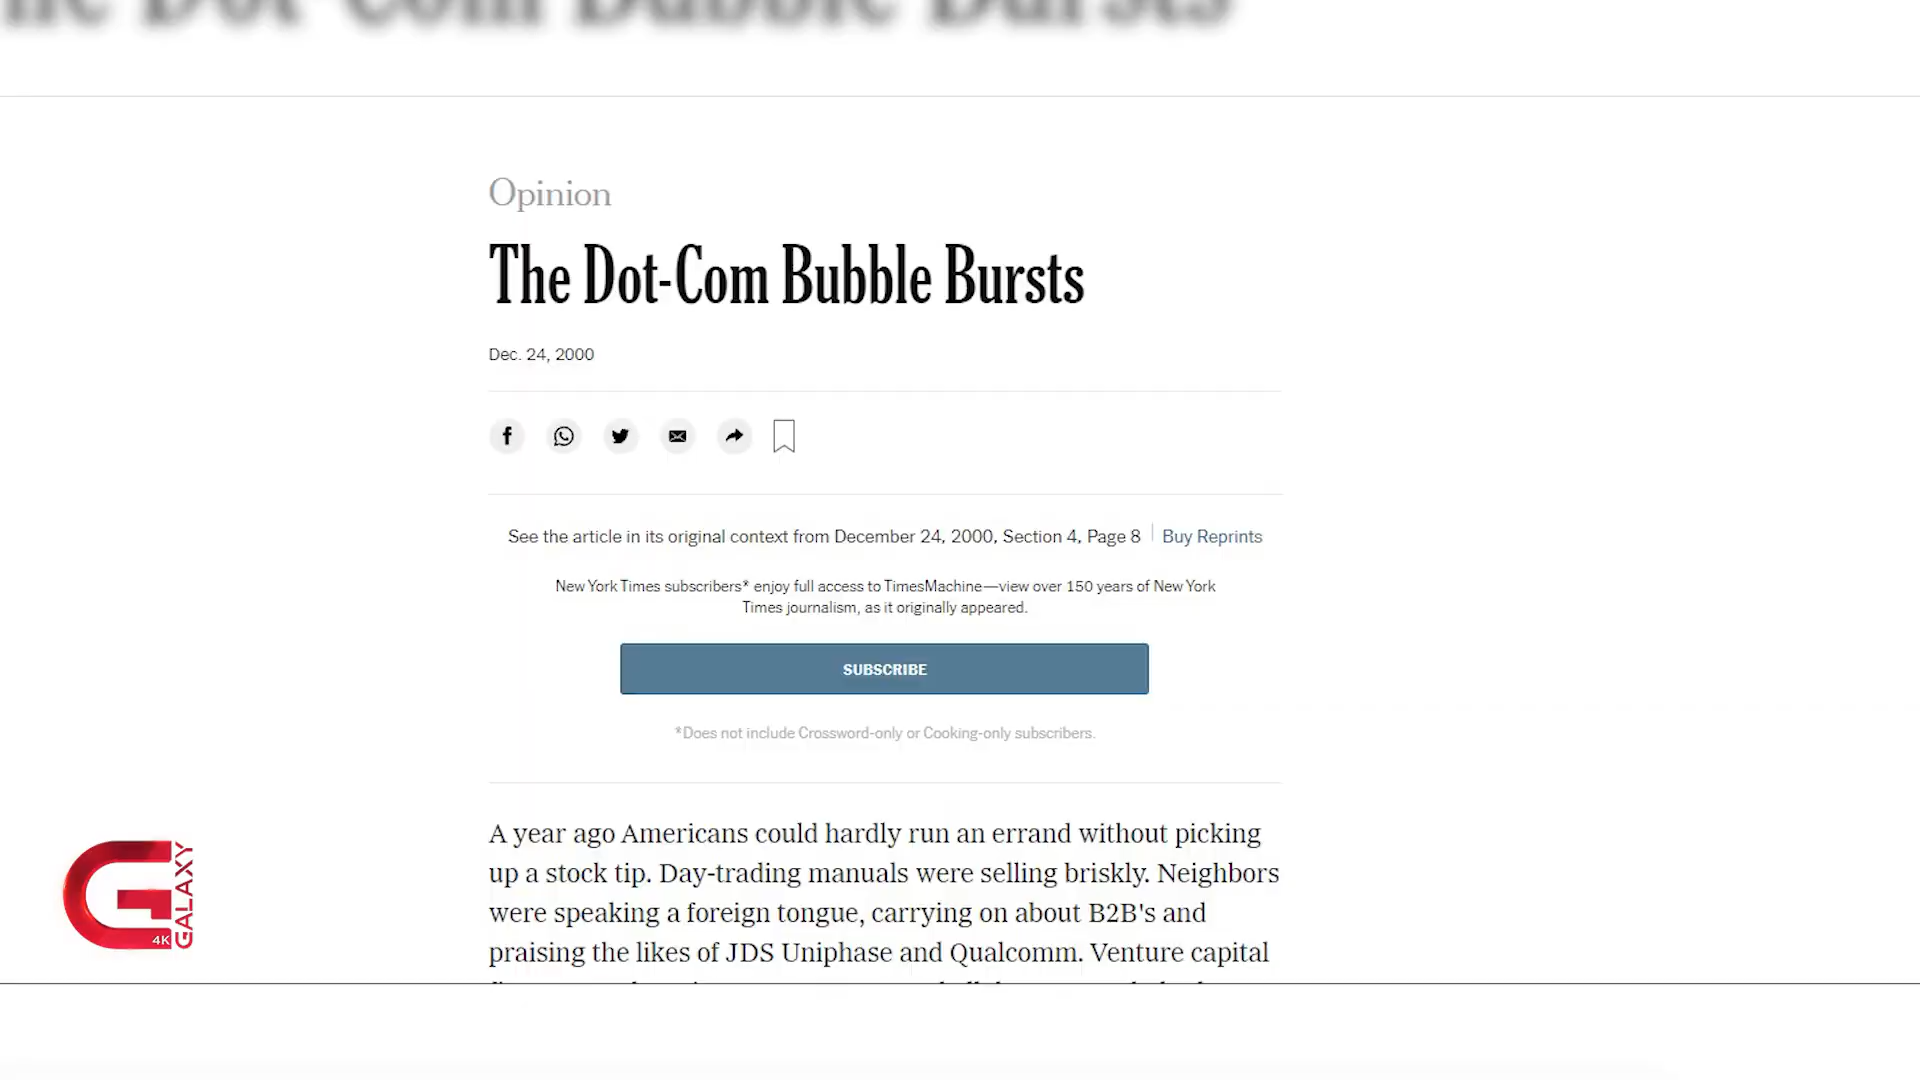 The Dot-Com Bubble Bursts
Opinion
The Dot-Com Bubble Bursts
Dec. 24, 2000
See the article in its original context from December 24, 2000, Section 4, Page 8 Buy Reprints
New York Times subscribers* enjoy full access to TimesMachine—view over 150 years of New York
Times journalism, as it originally appeared.
SUBSCRIBE
*Does not include Crossword-only or Cooking-only subscribers.
A year ago Americans could hardly run an errand without picking
up a stock tip. Day-trading manuals were selling briskly. Neighbors
were speaking a foreign tongue, carrying on about B2B's and
praising the likes of JDS Uniphase and Qualcomm. Venture capital
GALAXY
4K